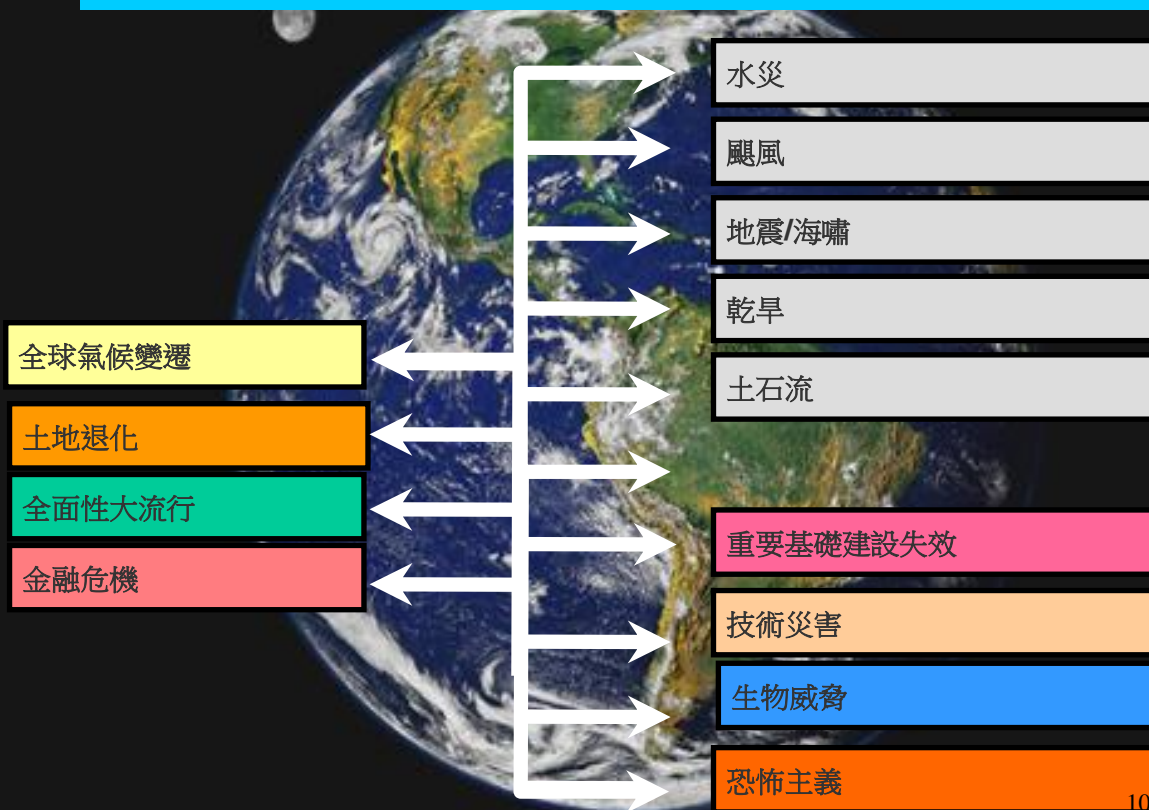 水災
颶風
地震/海嘯
乾旱
土石流
全球氣候變遷
土地退化
全面性大流行
金融危機
重要基礎建設失效
技術災害
生物威脅
恐怖主義
10